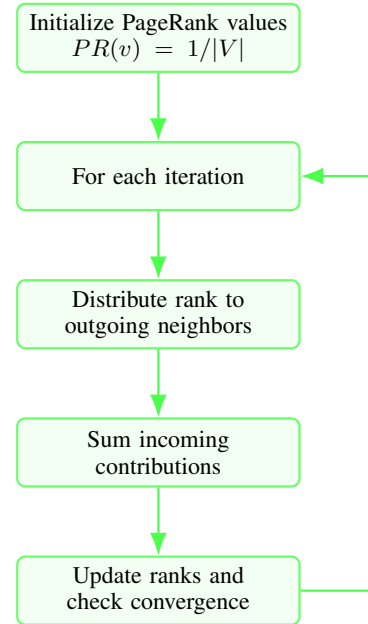 Initialize PageRank values
PR(v) = 1/|V|
For each iteration
Distribute rank to
outgoing neighbors
Sum incoming
contributions
Update ranks and
check convergence